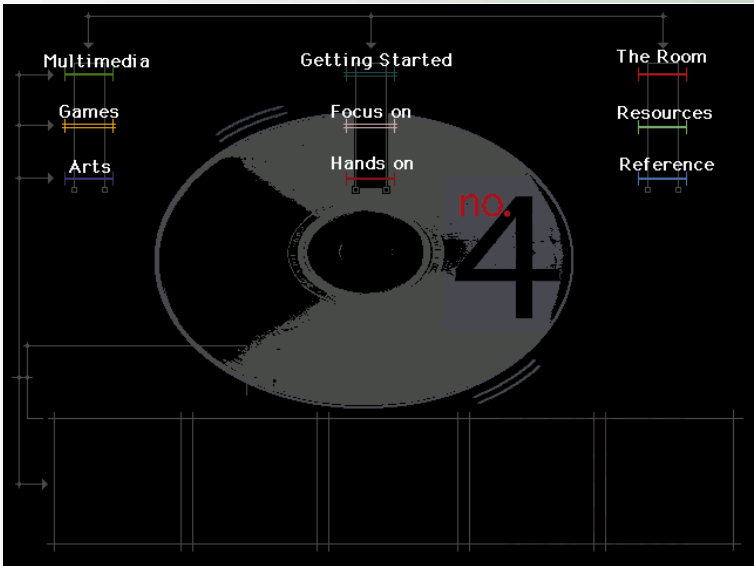 Multimedia
Getting Started
The Room
Games
Focus on
Resources
Arts
Hands on
Reference
no.
4